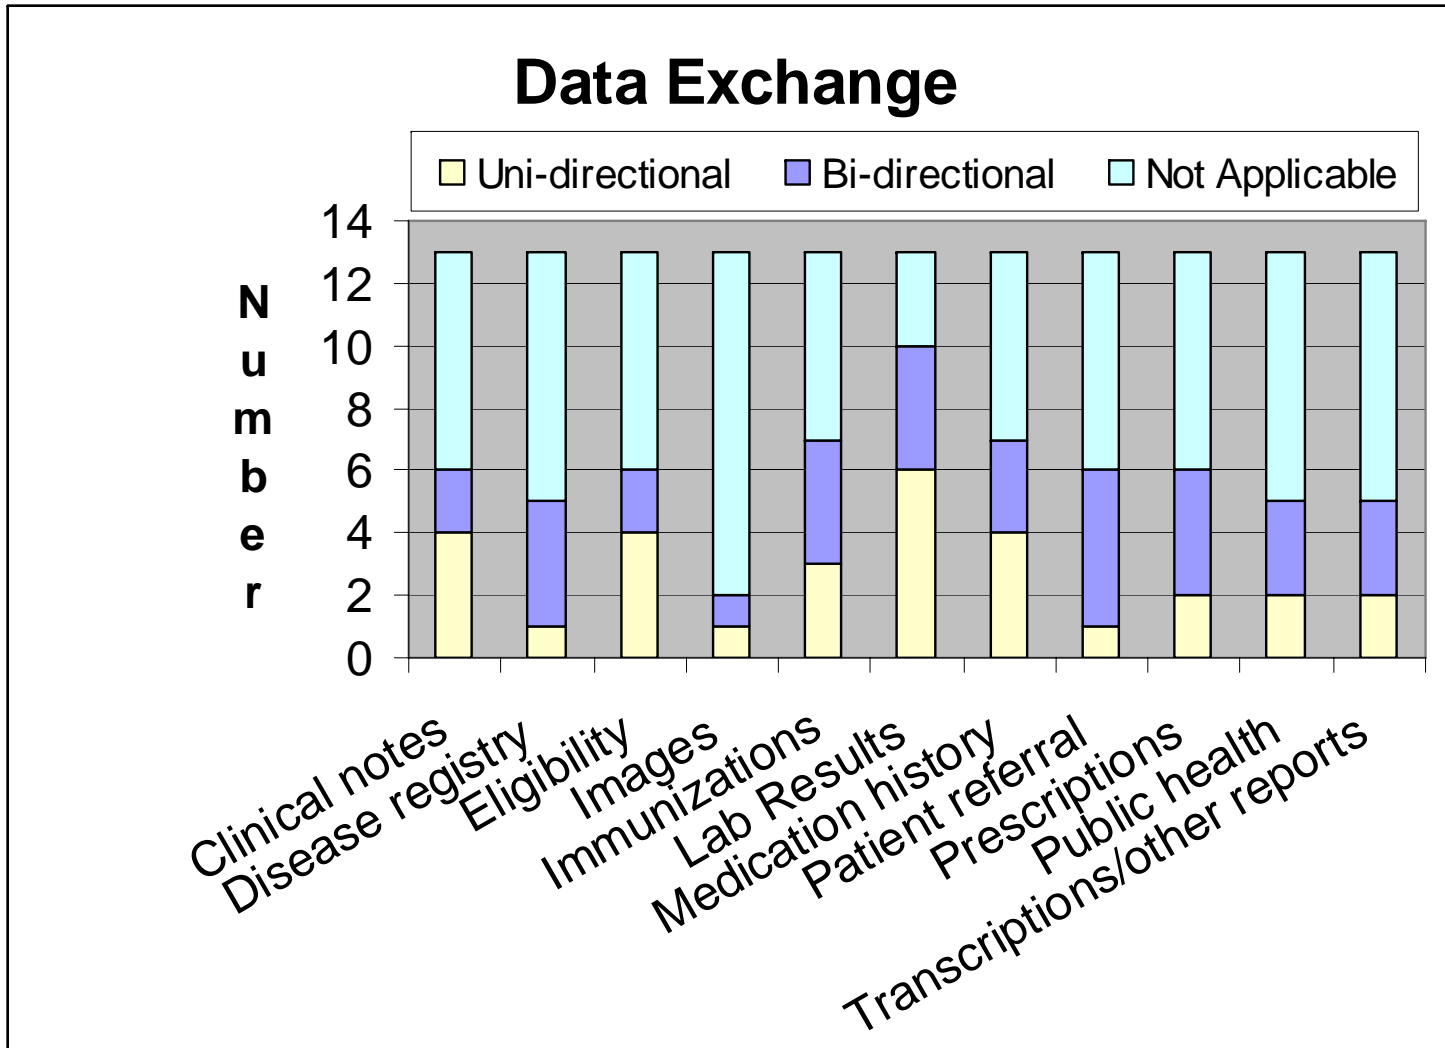 Data Exchange
Uni-directional Bi-directional Not Applicable
14
12
10
8
6
4
2
0
Number
Clinical notes
Disease registry
Eligibility
Images
Immunizations
Lab Results
Medication history
Patient referral
Prescriptions
Public health
Transcriptions/other reports